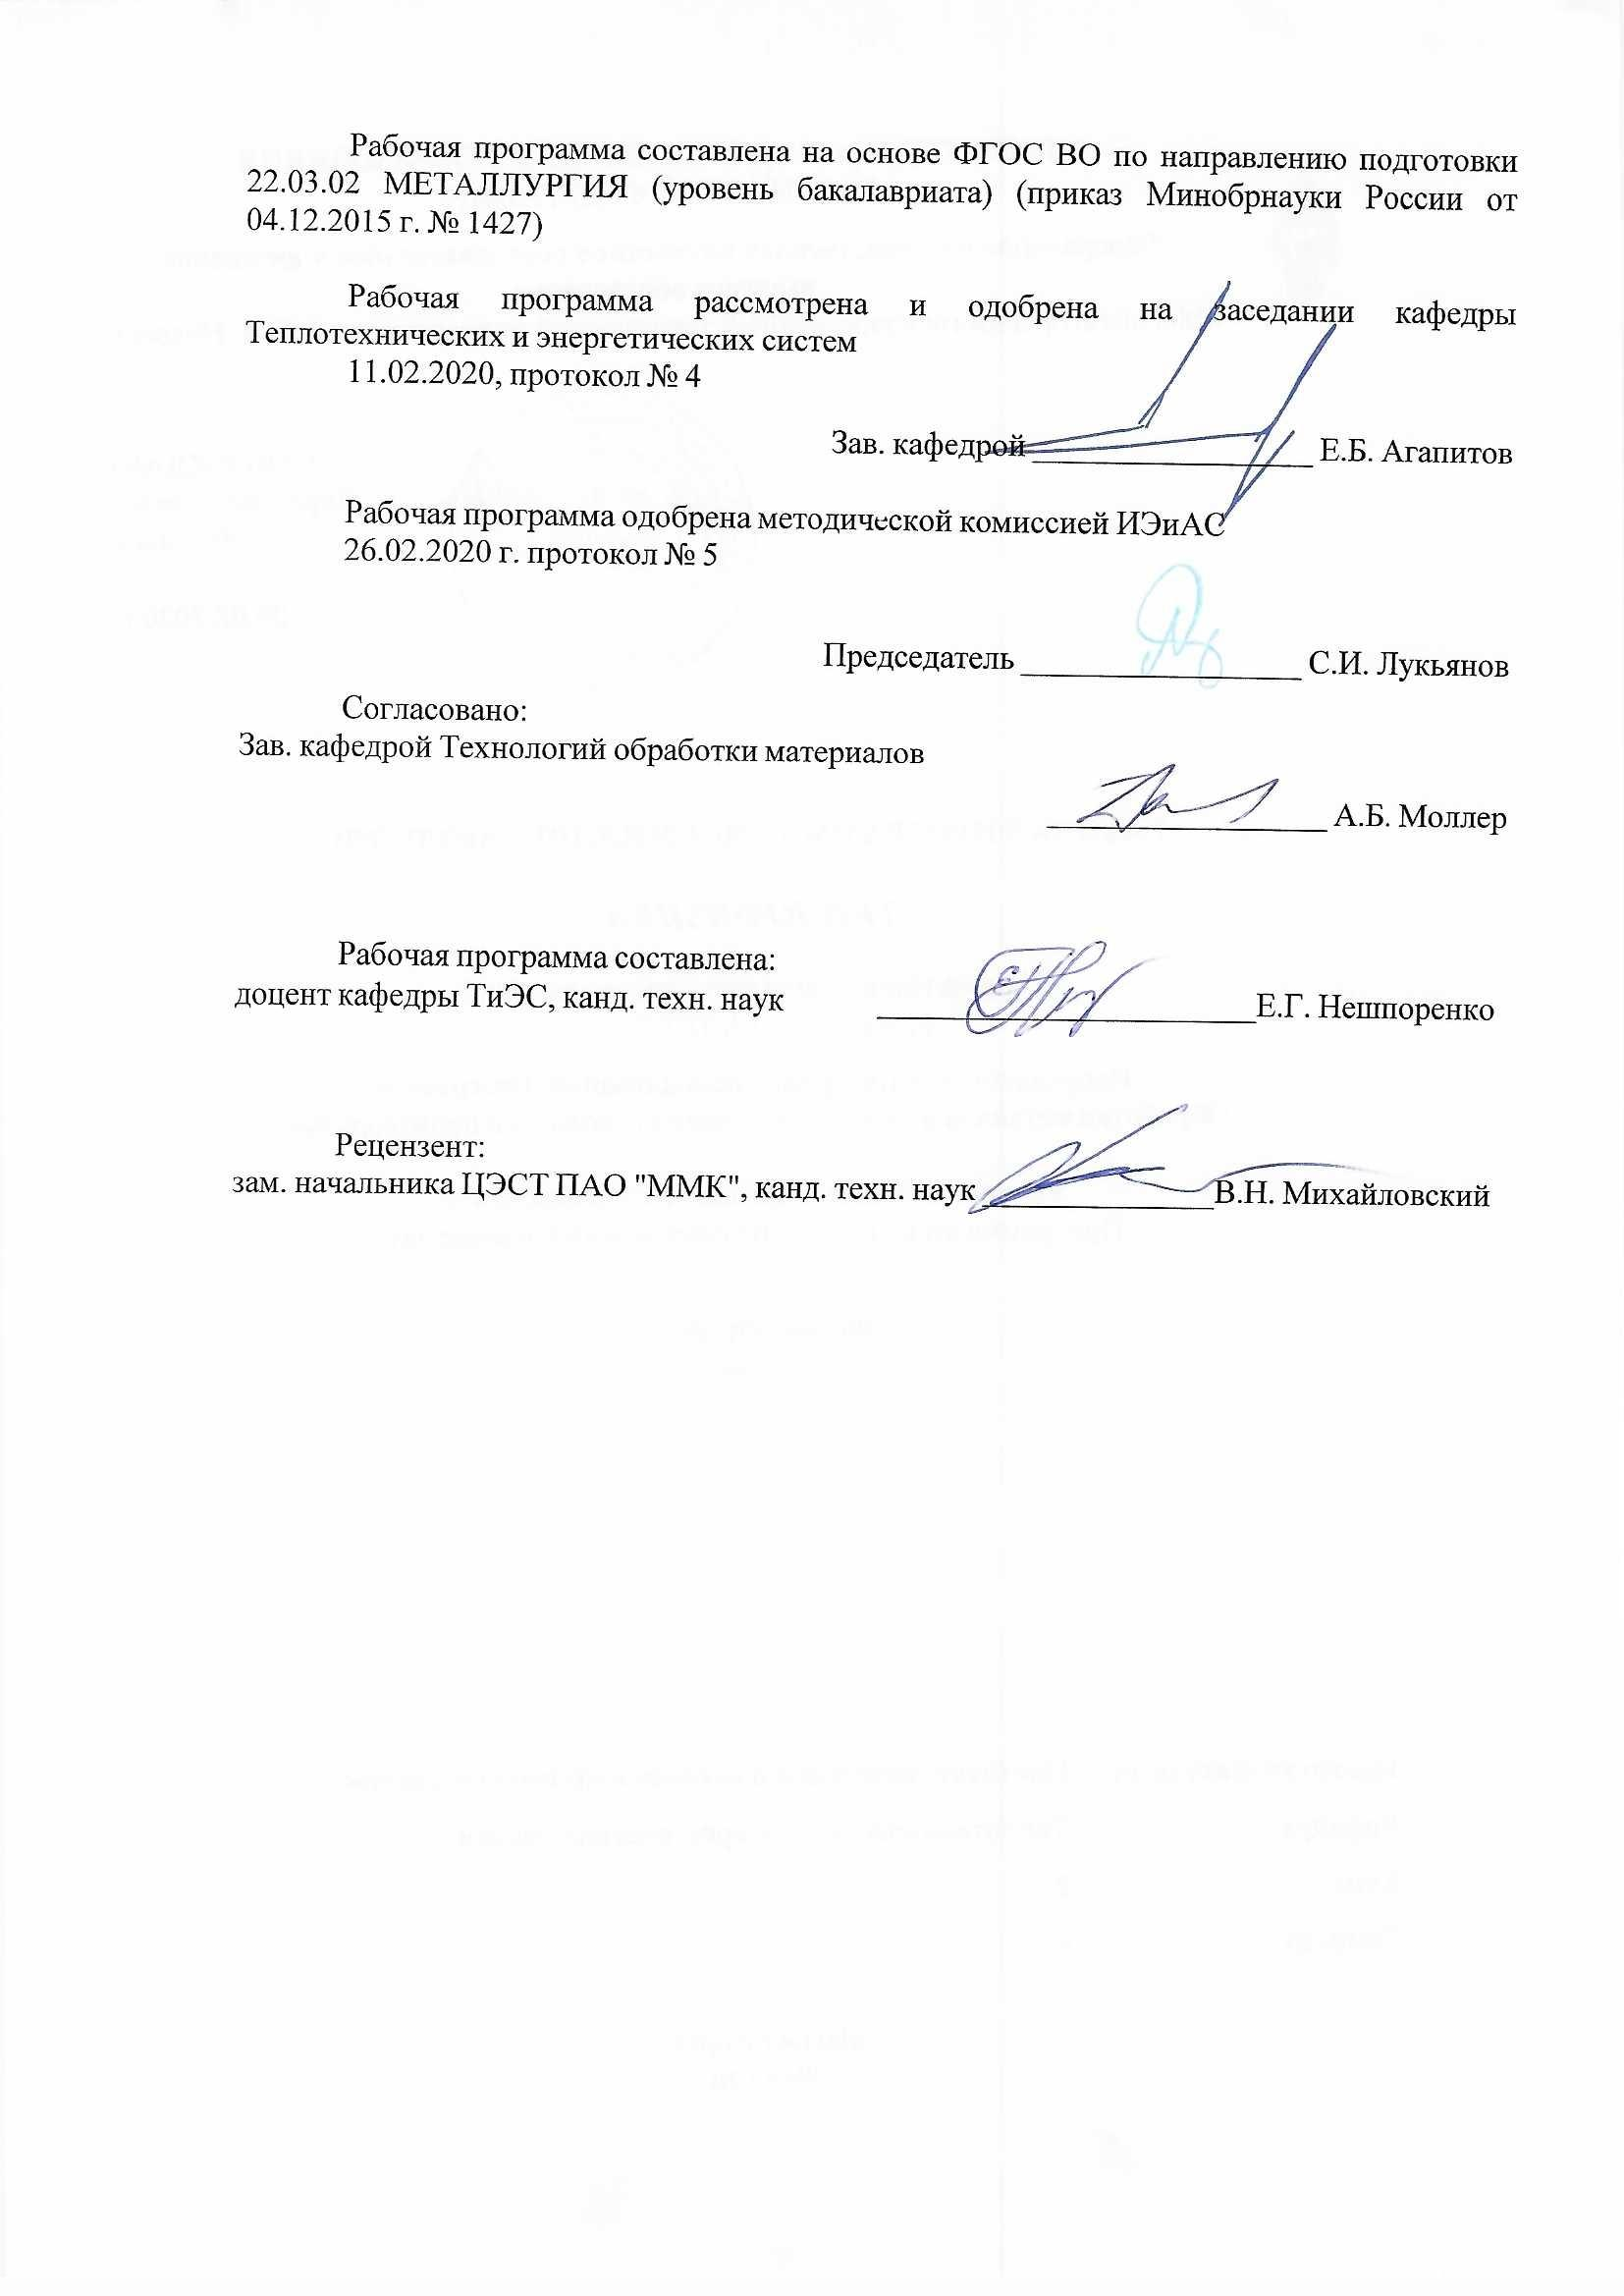 Рабочая программа составлена на основе ФГОС ВО по направлению подготовки
22.03.02 МЕТАЛЛУРГИЯ (уровень бакалавриата) (приказ Минобрнауки России от
04.12.2015 г. № 1427)
Рабочая программа рассмотрена и одобрена на заседании кафедры
Теплотехнических и энергетических систем
11.02.2020, протокол № 4
Зав. кафедрой Е.Б. Агапитов
Рабочая программа одобрена методической комиссией ИЭиАС
26.02.2020 г. протокол № 5
Председатель С.И. Лукьянов
Согласовано:
Зав. кафедрой Технологий обработки материалов
А.Б. Моллер
Рабочая программа составлена:
доцент кафедры ТиЭС, канд. техн. наук Е.Г. Нешпоренко
Рецензент:
зам. начальника ЦЭСТ ПАО "ММК", канд. техн. наук В.Н. Михайловский